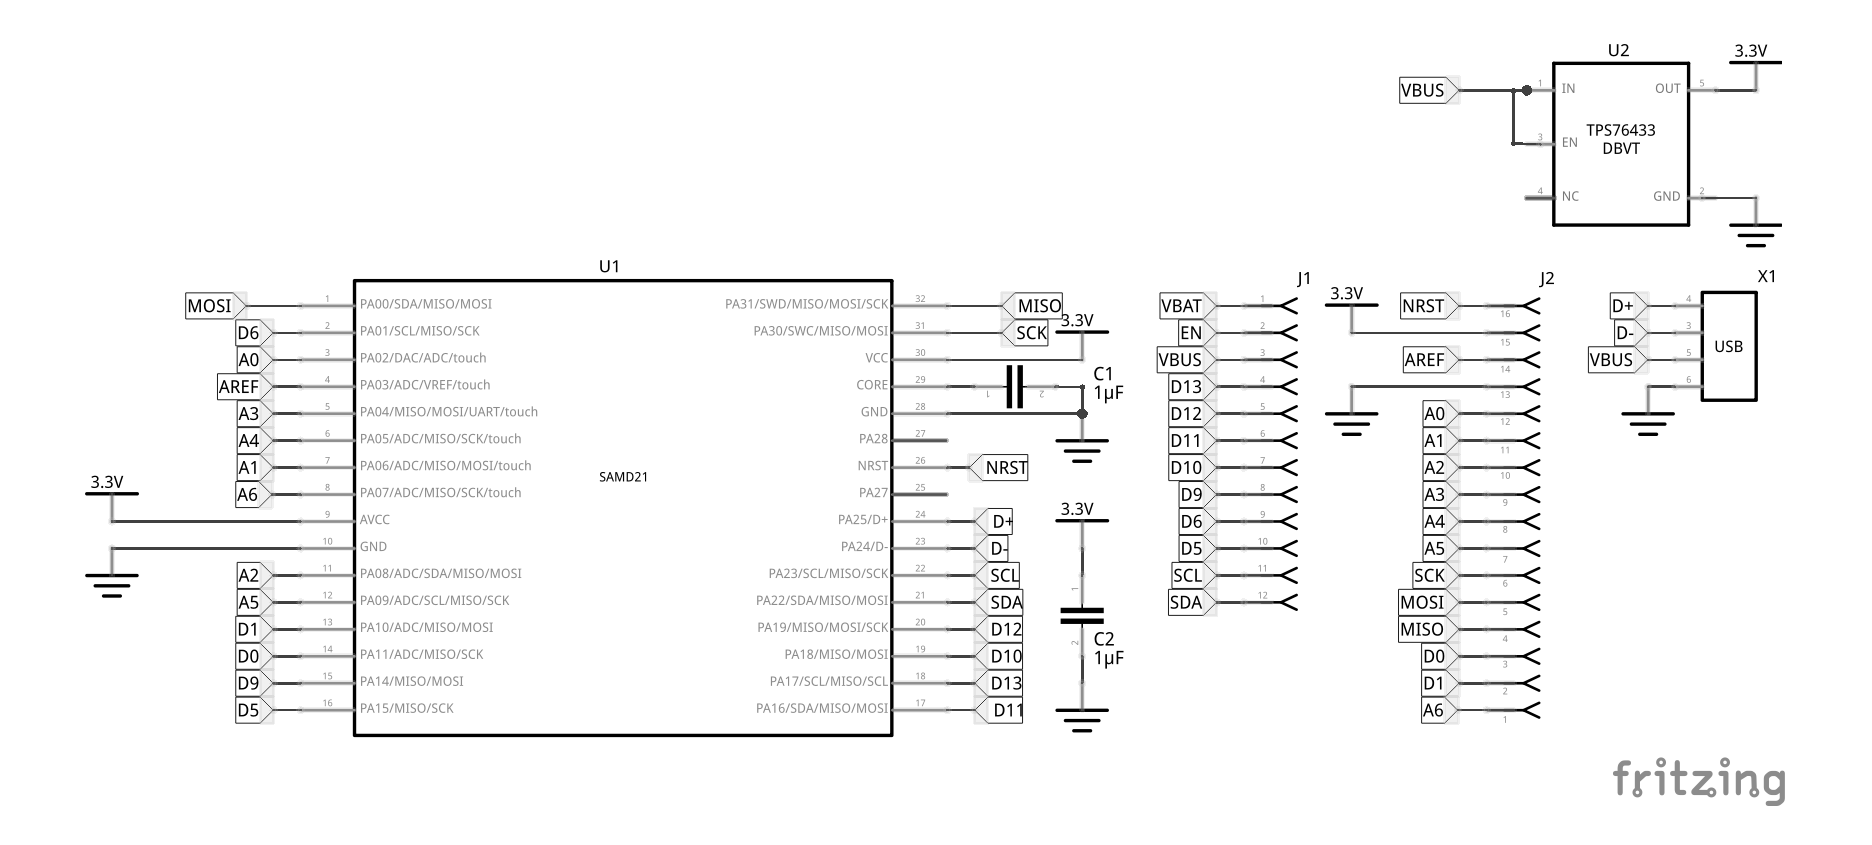 U2
3.3V
VBUS
1
IN
OUT
5
TPS76433
DBVT
3
EN
4
NC
GND
2
U1
MOSI
1
PA00/SDA/MISO/MOSI
D6
2
PA01/SCL/MISO/SCK
A0
3
PA02/DAC/ADC/touch
AREF
4
PA03/ADC/VREF/touch
A3
5
PA04/MISO/MOSI/UART/touch
A4
6
PA05/ADC/MISO/SCK/touch
A1
7
PA06/ADC/MISO/MOSI/touch
A6
8
PA07/ADC/MISO/SCK/touch
3.3V
9
AVCC
10
GND
A2
11
PA08/ADC/SDA/MISO/MOSI
A5
12
PA09/ADC/SCL/MISO/SCK
D1
13
PA10/ADC/MISO/MOSI
D0
14
PA11/ADC/MISO/SCK
D9
15
PA14/MISO/MOSI
D5
16
PA15/MISO/SCK
SAMD21
PA31/SWD/MISO/MOSI/SCK
32
MISO
PA30/SWC/MISO/MOSI
31
SCK
3.3V
VCC
30
CORE
29
1
2
C1
1µF
GND
28
PA28
27
NRST
26
NRST
PA27
25
PA25/D+
24
D+
PA24/D-
23
D-
PA23/SCL/MISO/SCK
22
SCL
PA22/SDA/MISO/MOSI
21
SDA
PA19/MISO/MOSI/SCK
20
D12
PA18/MISO/MOSI
19
D10
PA17/SCL/MISO/SCL
18
D13
PA16/SDA/MISO/MOSI
17
D11
3.3V
1
2
C2
1µF
J1
VBAT
1
EN
2
VBUS
3
D13
4
D12
5
D11
6
D10
7
D9
8
D6
9
D5
10
SCL
11
SDA
12
J2
3.3V
NRST
16
15
AREF
14
13
A0
12
A1
11
A2
10
A3
9
A4
8
A5
7
SCK
6
MOSI
5
MISO
4
D0
3
D1
2
A6
1
X1
D+
4
D-
3
VBUS
5
6
USB
fritzing